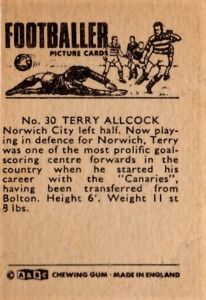 FOOTBALLER
PICTURE CARDS
No. 30 TERRY ALLCOCK
Norwich City left half. Now play-
ing in defence for Norwich, Terry
was one of the most prolific goal-
scoring centre forwards in the
country when he started his
career with the "Canaries",
having been transferred from
Bolton. Height 6'. Weight 11 st
8 lbs.
© A&BC CHEWING GUM - MADE IN ENGLAND